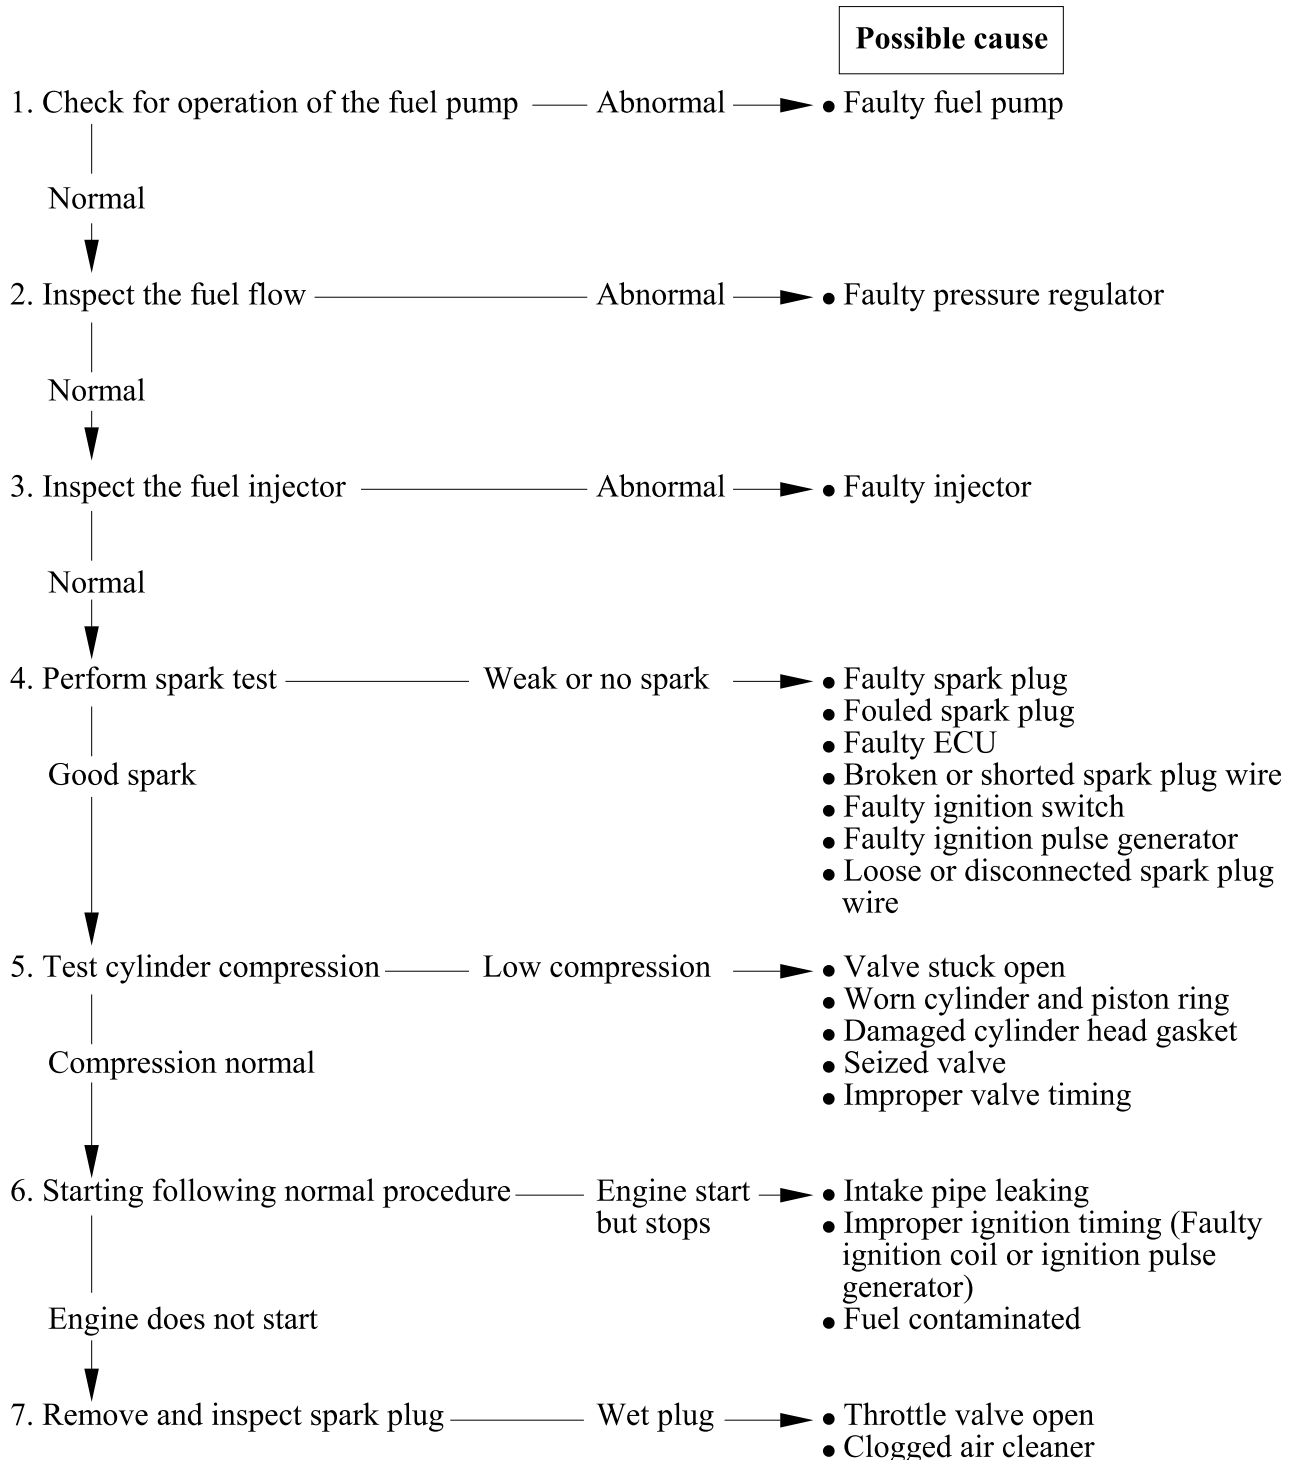 Possible cause
1. Check for operation of the fuel pump Abnormal ● Faulty fuel pump
Normal
2. Inspect the fuel flow Abnormal ● Faulty pressure regulator
Normal
3. Inspect the fuel injector Abnormal ● Faulty injector
Normal
4. Perform spark test Weak or no spark ● Faulty spark plug
● Fouled spark plug
● Faulty ECU
Good spark ● Broken or shorted spark plug wire
● Faulty ignition switch
● Faulty ignition pulse generator
● Loose or disconnected spark plug
wire
5. Test cylinder compression Low compression ● Valve stuck open
● Worn cylinder and piston ring
● Damaged cylinder head gasket
Compression normal ● Seized valve
● Improper valve timing
6. Starting following normal procedure Engine start ● Intake pipe leaking
but stops ● Improper ignition timing (Faulty
ignition coil or ignition pulse
generator)
Engine does not start ● Fuel contaminated
7. Remove and inspect spark plug Wet plug ● Throttle valve open
● Clogged air cleaner